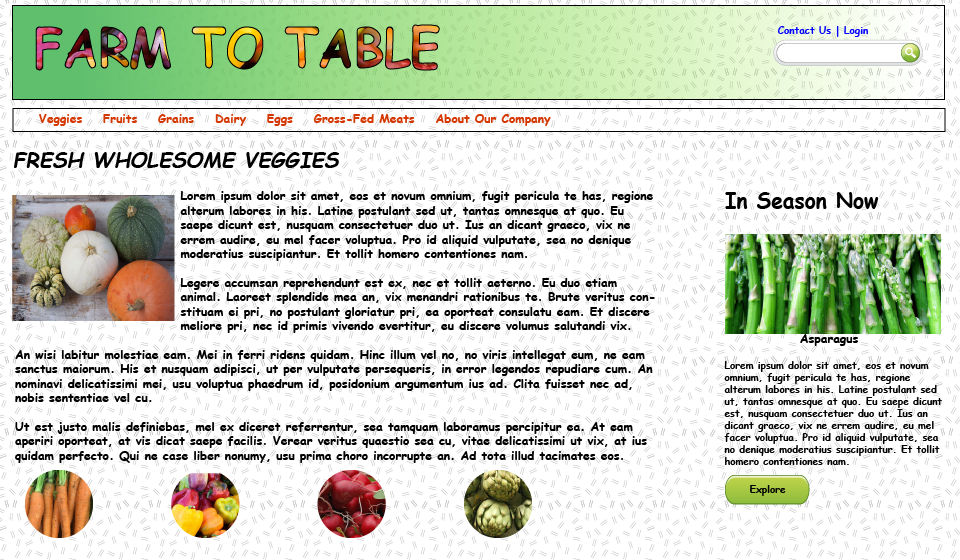 FARM TO TABLE
Contact Us | Login
Veggies Fruits Grains Dairy Eggs Gross-Fed Meats About Our Company
FRESH WHOLESOME VEGGIES
Lorem ipsum dolor sit amet, eos et novum omnium, fugit pericula te has, regione
alterum labores in his. Latine postulant sed ut, tantas omnesque at quo. Eu
saepe dicunt est, nusquam consectetuer duo ut. Ius an dicant graeco, vix ne
errem audire, eu mel facer voluptua. Pro id aliquid vulputate, sea no denique
moderatius suscipiantur. Et tollit homero contentiones nam.
Legere accumsan reprehendunt est ex, nec et tollit aeterno. Eu duo etiam
animal. Laoreet splendide mea an, vix menandri rationibus te. Brute veritus con-
stituam ei pri, no postulant gloriatur pri, ea oporteat consulatu eam. Et discere
meliore pri, nec id primis vivendo evertitur, eu discere volumus salutandi vix.
An wisi labitur molestiae eam. Mei in ferri ridens quidam. Hinc illum vel no, no viris intellegat eum, ne eam
sanctus maiorum. His et nusquam adipisci, ut per vulputate persequeris, in error legendos repudiare cum. An
nominavi delicatissimi mei, usu voluptua phaedrum id, posidonium argumentum ius ad. Clita fuisset nec ad,
nobis sententiae vel cu.
Ut est justo malis definiebas, mel ex diceret referrentur, sea tamquam laboramus percipitur ea. At eam
aperiri oporteat, at vis dicat saepe facilis. Verear veritus quaestio sea cu, vitae delicatissimi ut vix, at ius
quidam perfecto. Qui ne case liber nonumy, usu prima choro incorrupte an. Ad tota illud tacimates eos.
In Season Now
Asparagus
Lorem ipsum dolor sit amet, eos et novum
omnium, fugit pericula te has, regione
alterum labores in his. Latine postulant sed
ut, tantas omnesque at quo. Eu saepe dicunt
est, nusquam consectetuer duo ut. Ius an
dicant graeco, vix ne errem audire, eu mel
facer voluptua. Pro id aliquid vulputate, sea
no denique moderatius suscipiantur. Et tollit
homero contentiones nam.
Explore